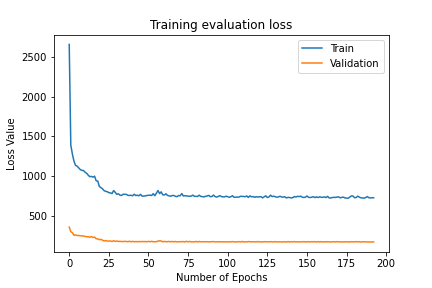 Training evaluation loss
Train
Validation
Loss Value
2500
2000
1500
1000
500
0 25 50 75 100 125 150 175 200
Number of Epochs